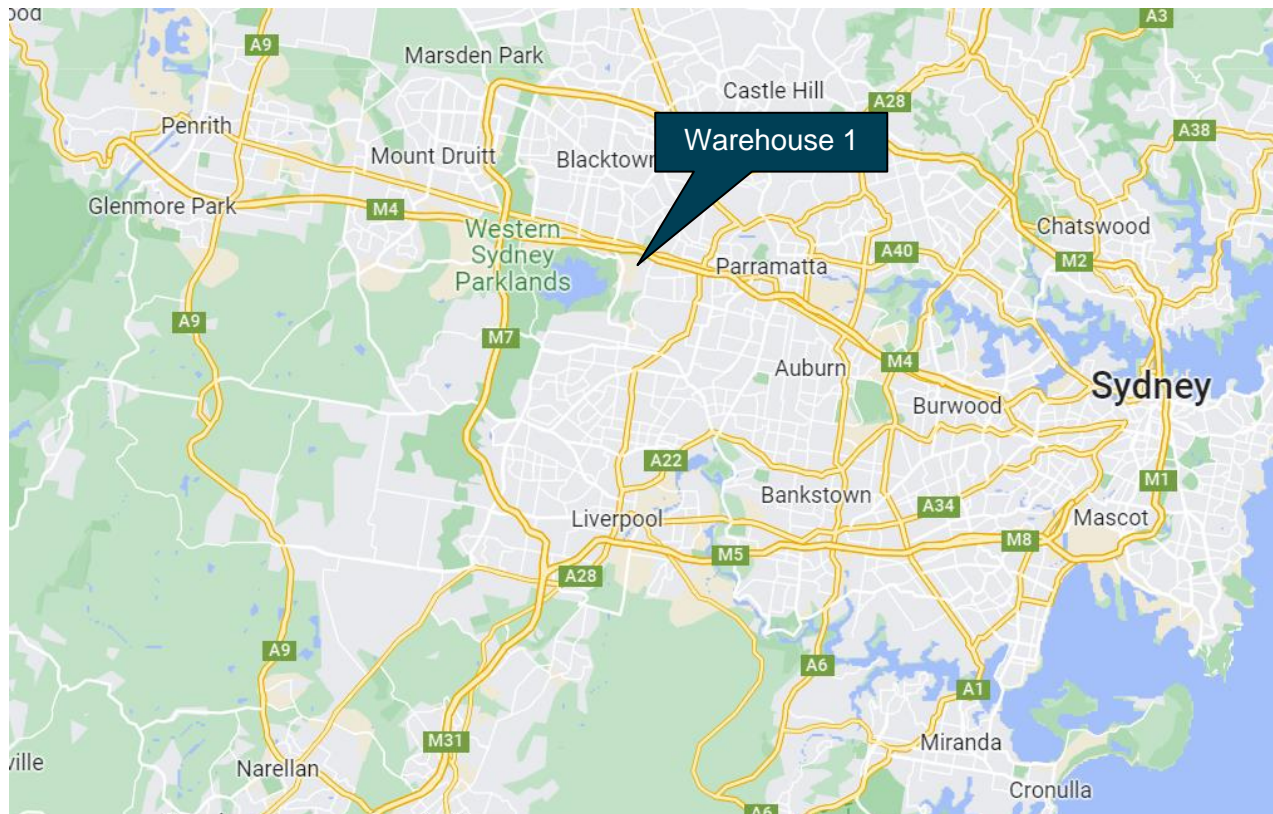 ood
A9
Marsden Park
A3
Castle Hill
A28
Penrith
Warehouse 1
A38
Mount Druitt
Blacktown
Glenmore Park
M4
Western
Sydney
Parklands
Chatswood
A40
M2
Parramatta
A9
M7
Auburn
M4
Sydney
Burwood
A22
M1
Bankstown
A34
Mascot
Liverpool
M8
M5
A28
A9
A6
A1
M31
Miranda
ville
Narellan
Cronulla
A6